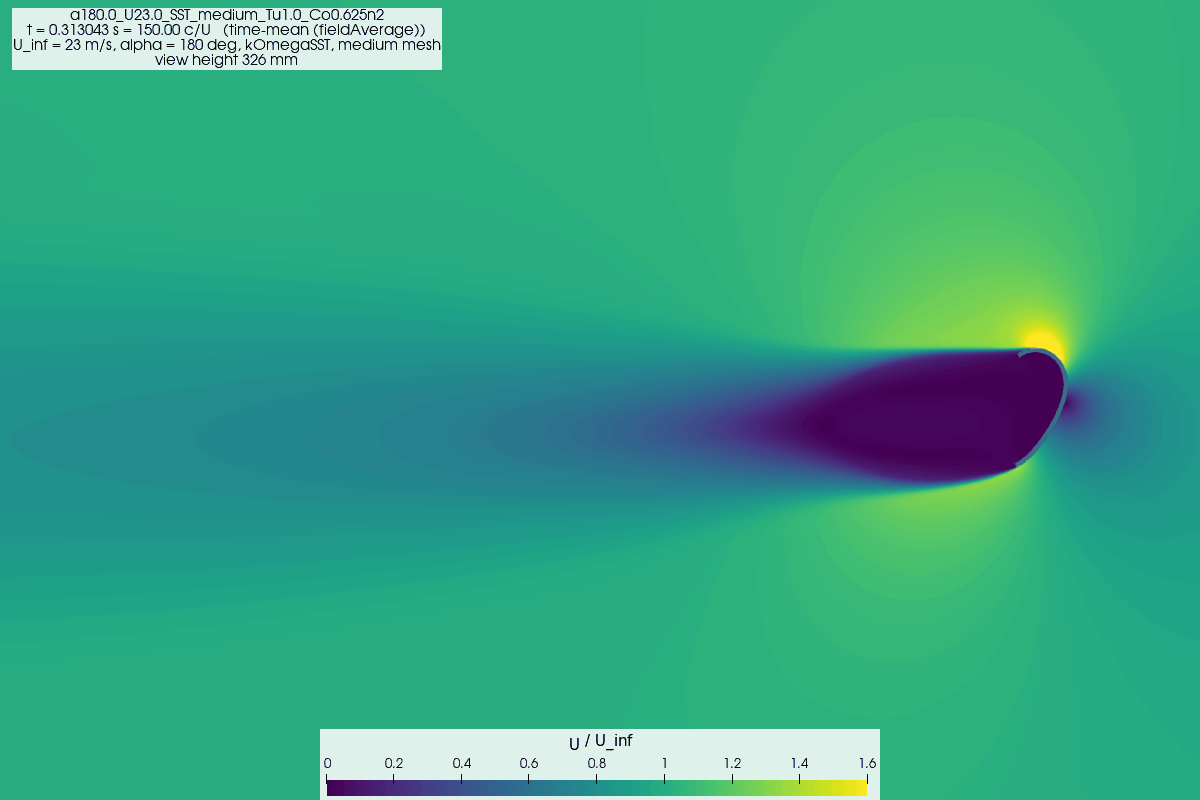 a180.0_U23.0_SST_medium_Tu1.0_Co0.625n2
t = 0.313043 s = 150.00 c/U (time-mean (fieldAverage))
U_inf = 23 m/s, alpha = 180 deg, kOmegaSST, medium mesh
view height 326 mm
U / U_inf
0 0.2 0.4 0.6 0.8 1 1.2 1.4 1.6